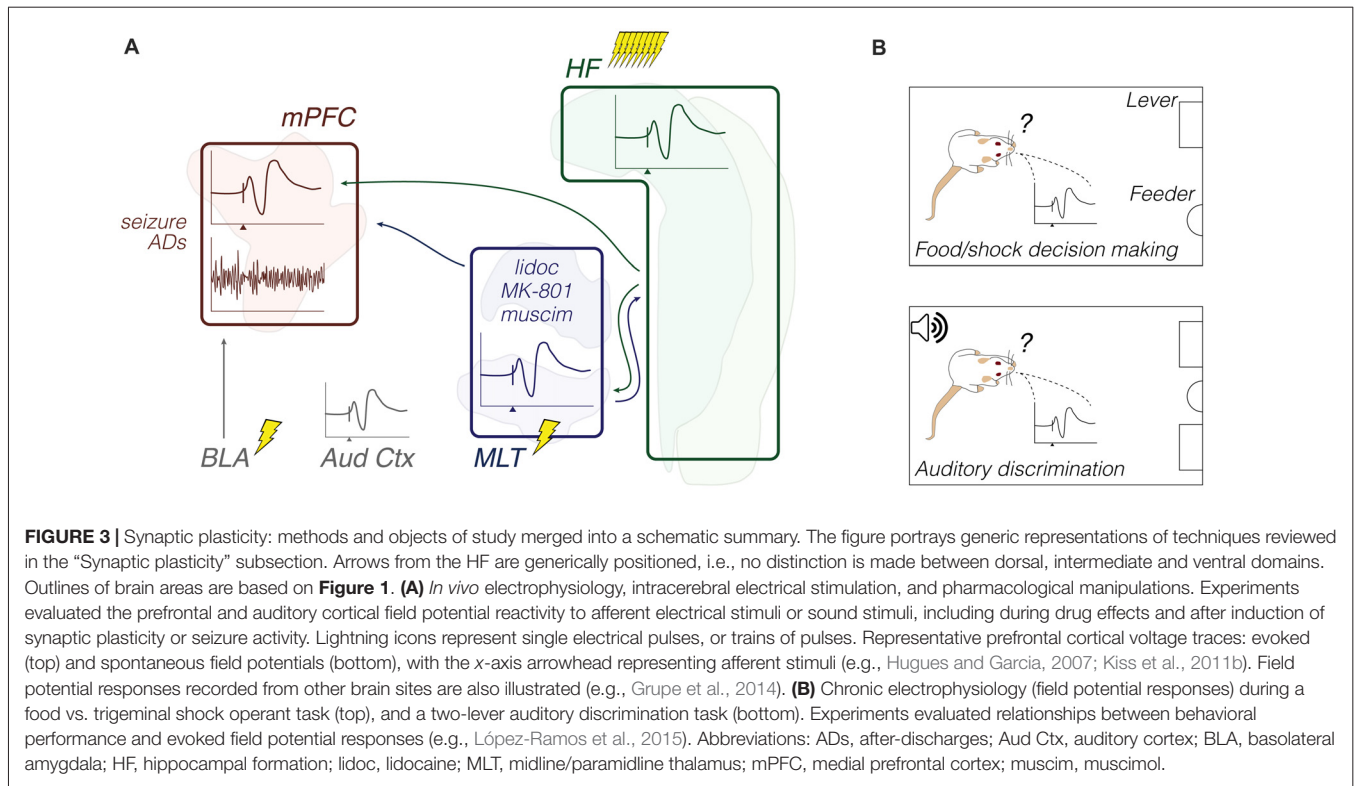 A
B
HF
mPFC
seizure
ADs
lidoc
MK-801
muscim
BLA
Aud Ctx
MLT
?
Lever
Feeder
Food/shock decision making
?
Auditory discrimination
FIGURE 3 | Synaptic plasticity: methods and objects of study merged into a schematic summary. The figure portrays generic representations of techniques reviewed
in the “Synaptic plasticity” subsection. Arrows from the HF are generically positioned, i.e., no distinction is made between dorsal, intermediate and ventral domains.
Outlines of brain areas are based on Figure 1. (A) In vivo electrophysiology, intracerebral electrical stimulation, and pharmacological manipulations. Experiments
evaluated the prefrontal and auditory cortical field potential reactivity to afferent electrical stimuli or sound stimuli, including during drug effects and after induction of
synaptic plasticity or seizure activity. Lightning icons represent single electrical pulses, or trains of pulses. Representative prefrontal cortical voltage traces: evoked
(top) and spontaneous field potentials (bottom), with the x-axis arrowhead representing afferent stimuli (e.g., Hugues and Garcia, 2007; Kiss et al., 2011b). Field
potential responses recorded from other brain sites are also illustrated (e.g., Grupe et al., 2014). (B) Chronic electrophysiology (field potential responses) during a
food vs. trigeminal shock operant task (top), and a two-lever auditory discrimination task (bottom). Experiments evaluated relationships between behavioral
performance and evoked field potential responses (e.g., López-Ramos et al., 2015). Abbreviations: ADs, after-discharges; Aud Ctx, auditory cortex; BLA, basolateral
amygdala; HF, hippocampal formation; lidoc, lidocaine; MLT, midline/paramidline thalamus; mPFC, medial prefrontal cortex; muscim, muscimol.